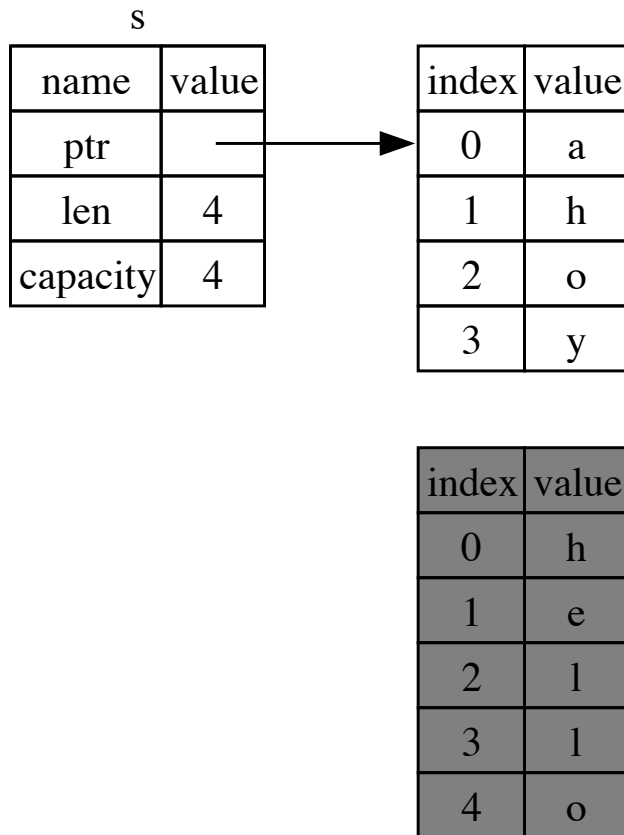 s
name value
ptr
len 4
capacity 4
index value
0 a
1 h
2 o
3 y
index value
0 h
1 e
2 l
3 l
4 o